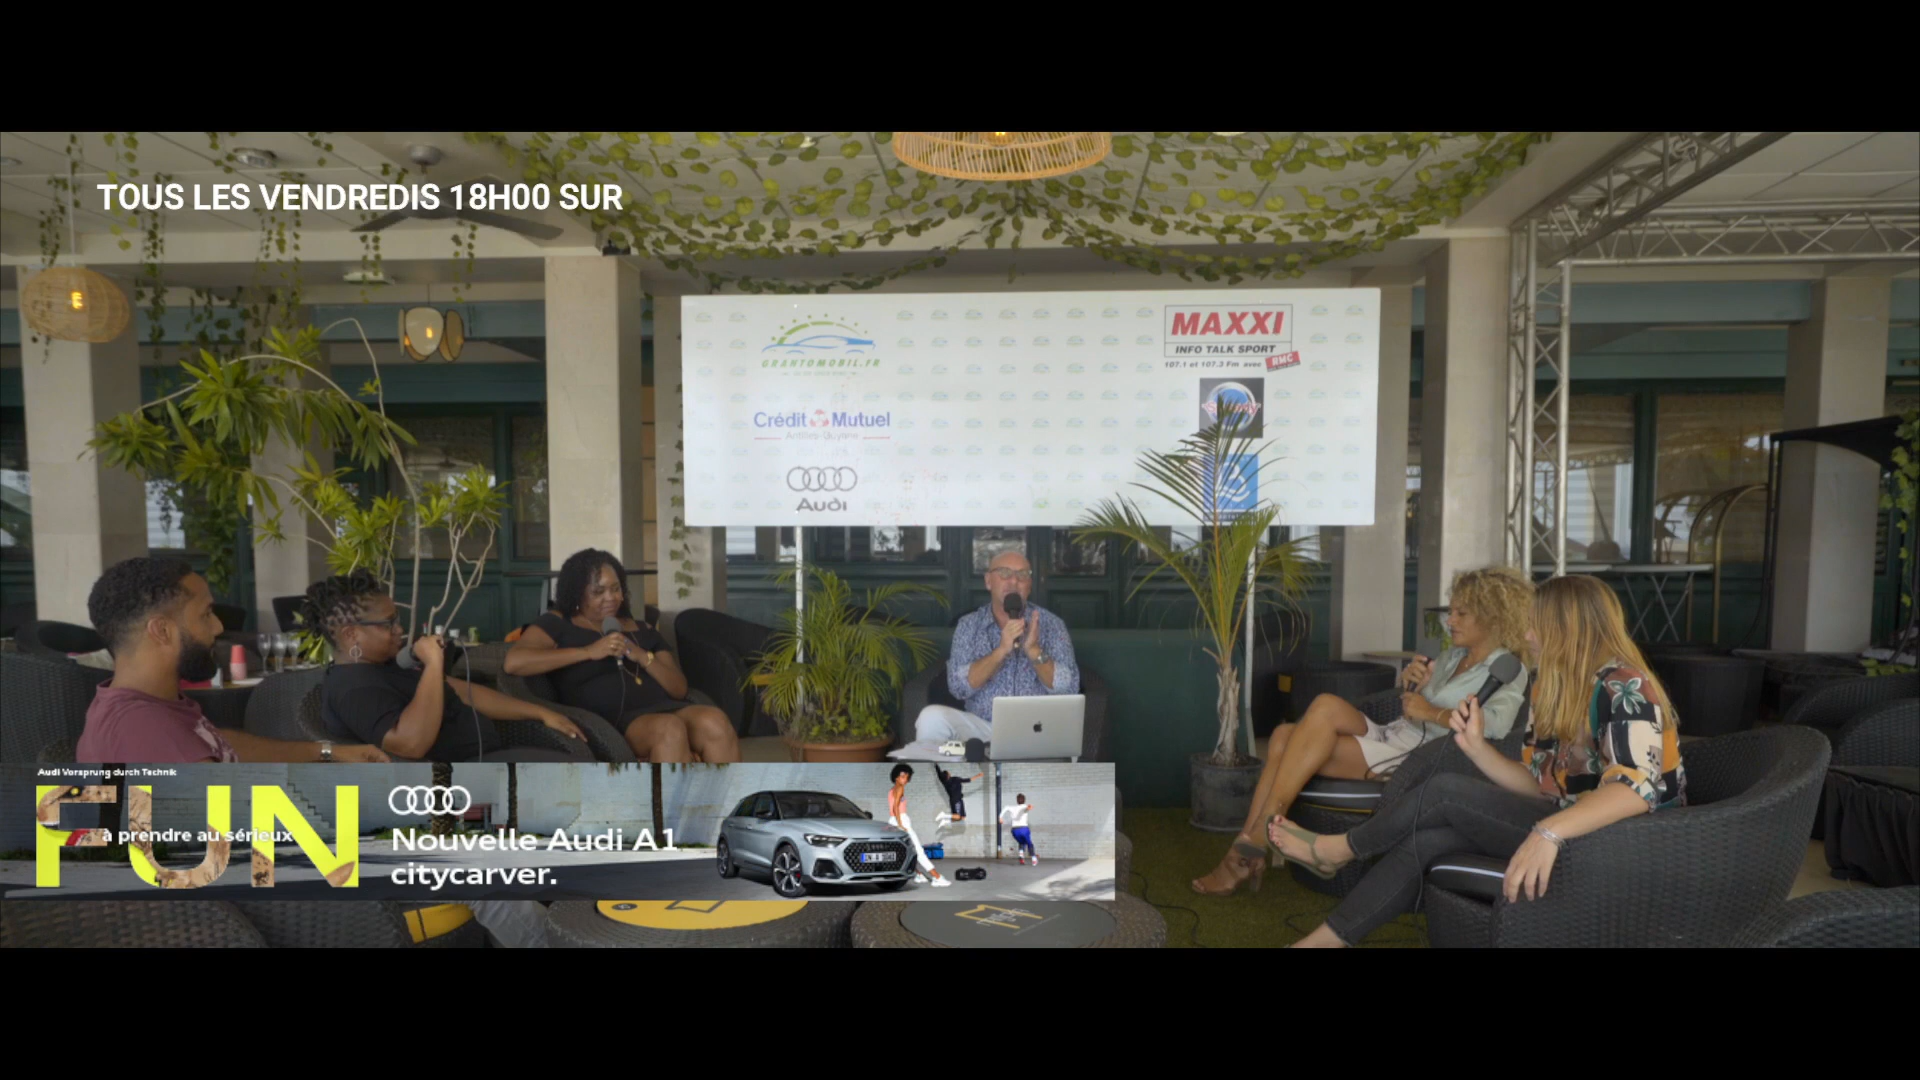 TOUS LES VENDREDIS 18H00 SUR
GRANTOMOBIL.FR
MAXXI
INFO TALK SPORT
107.1 et 107.3 Fm avec RMC
Crédit Mutuel
Antilles-Guyane
Audi
Audi Vorsprung durch Technik
FUN
à prendre au sérieux
Nouvelle Audi A1
citycarver.